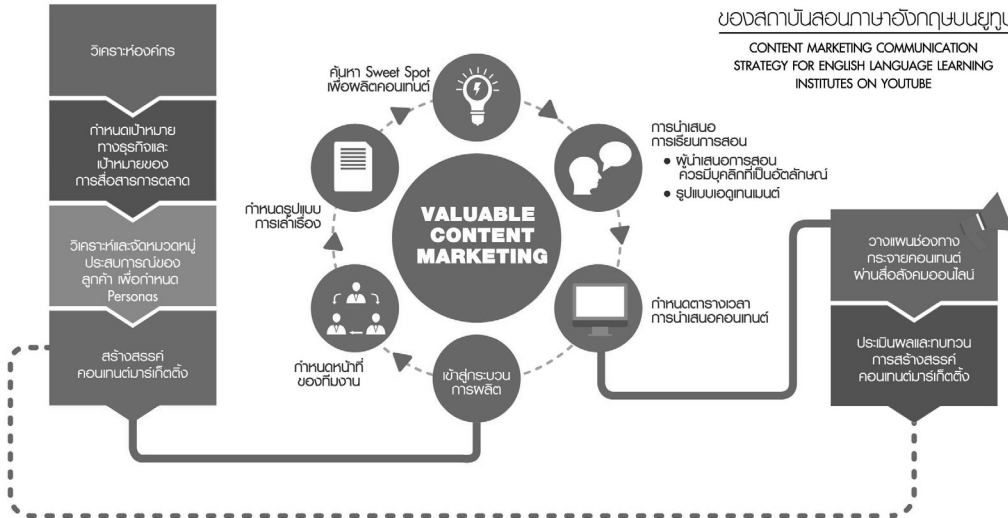 ของสถาบันสอนภาษาอังกฤษบนยูทูบ
CONTENT MARKETING COMMUNICATION
STRATEGY FOR ENGLISH LANGUAGE LEARNING
INSTITUTES ON YOUTUBE
วิเคราะห์องค์กร
กำหนดเป้าหมาย
ทางธุรกิจและ
เป้าหมายของ
การสื่อสารการตลาด
วิเคราะห์และจัดหมวดหมู่
ประสบการณ์ของ
ลูกค้า เพื่อกำหนด
Personas
สร้างสรรค์
คอนเทนต์มาร์เก็ตติ้ง
VALUABLE
CONTENT
MARKETING
เข้าสู่กระบวน
การผลิต
กำหนดหน้าที่
ของทีมงาน
กำหนดรูปแบบ
การเล่าเรื่อง
ค้นหา Sweet Spot
เพื่อผลิตคอนเทนต์
การนำเสนอ
การเรียนการสอน
• ผู้นำเสนอการสอน
ควรมีบุคลิกที่เป็นอัตลักษณ์
• รูปแบบเอดูเทนเมนต์
กำหนดตารางเวลา
การนำเสนอคอนเทนต์
วางแผนช่องทาง
กระจายคอนเทนต์
ผ่านสื่อสังคมออนไลน์
ประเมินผลและทบทวน
การสร้างสรรค์
คอนเทนต์มาร์เก็ตติ้ง